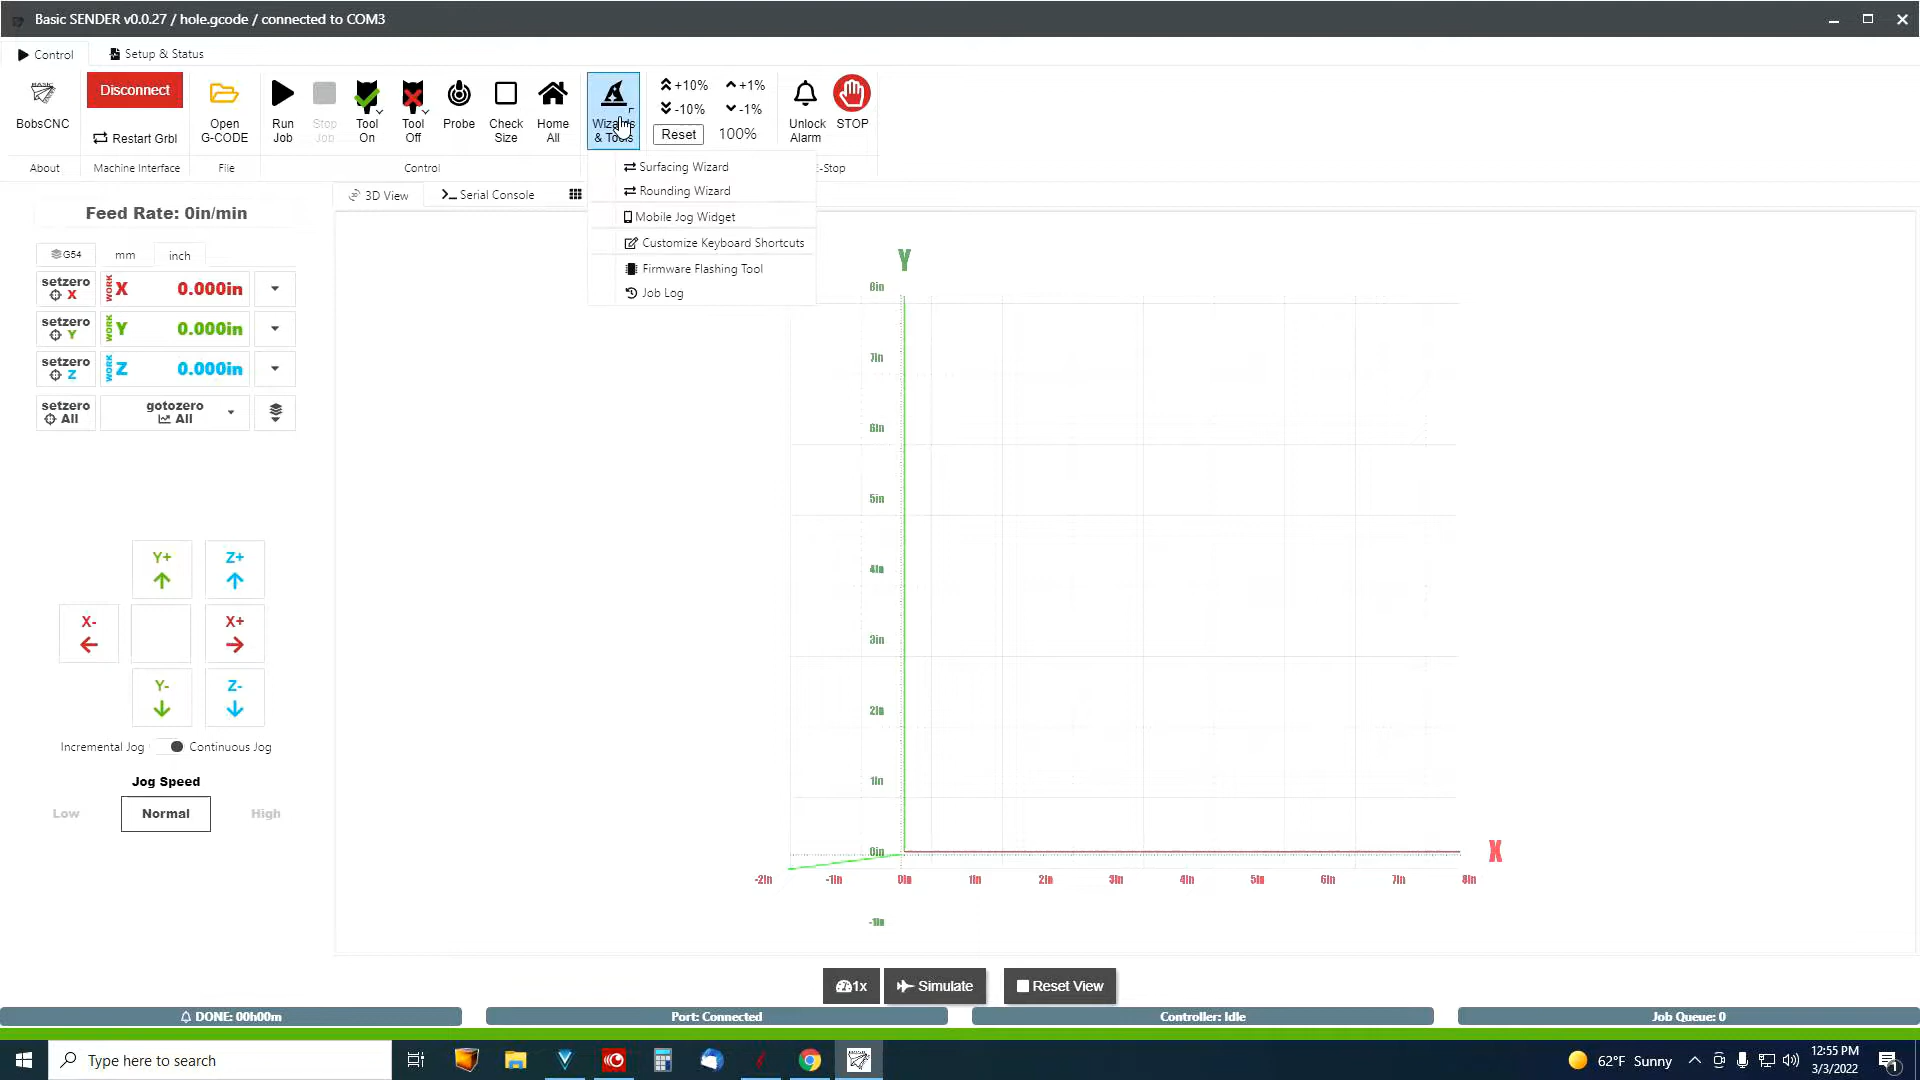 Basic SENDER v0.0.27 / hole.gcode / connected to COM3
Control
Setup & Status
BASIC
BobsCNC
About
Disconnect
Restart Grbl
Machine Interface
Open
G-CODE
File
Run
Job
Stop
Job
Tool
On
Tool
Off
Probe
Check
Size
Home
All
Control
Wizards
& Tools
+10%
+1%
-10%
-1%
Reset
100%
Unlock
Alarm
STOP
-Stop
Surfacing Wizard
Rounding Wizard
Mobile Jog Widget
Customize Keyboard Shortcuts
Firmware Flashing Tool
Job Log
3D View
Serial Console
Feed Rate: 0in/min
G54
mm
inch
setzero
X
WORK
X
0.000in
setzero
Y
WORK
Y
0.000in
setzero
Z
WORK
Z
0.000in
setzero
All
gotozero
All
Y+
Z+
X-
X+
Y-
Z-
Incremental Jog
Continuous Jog
Jog Speed
Low
Normal
High
Y
8in
7in
6in
5in
4in
3in
2in
1in
0in
-1in
X
-2in
-1in
0in
1in
2in
3in
4in
5in
6in
7in
8in
1x
Simulate
Reset View
DONE: 00h00m
Port: Connected
Controller: Idle
Job Queue: 0
Type here to search
62°F Sunny
12:55 PM
3/3/2022
1